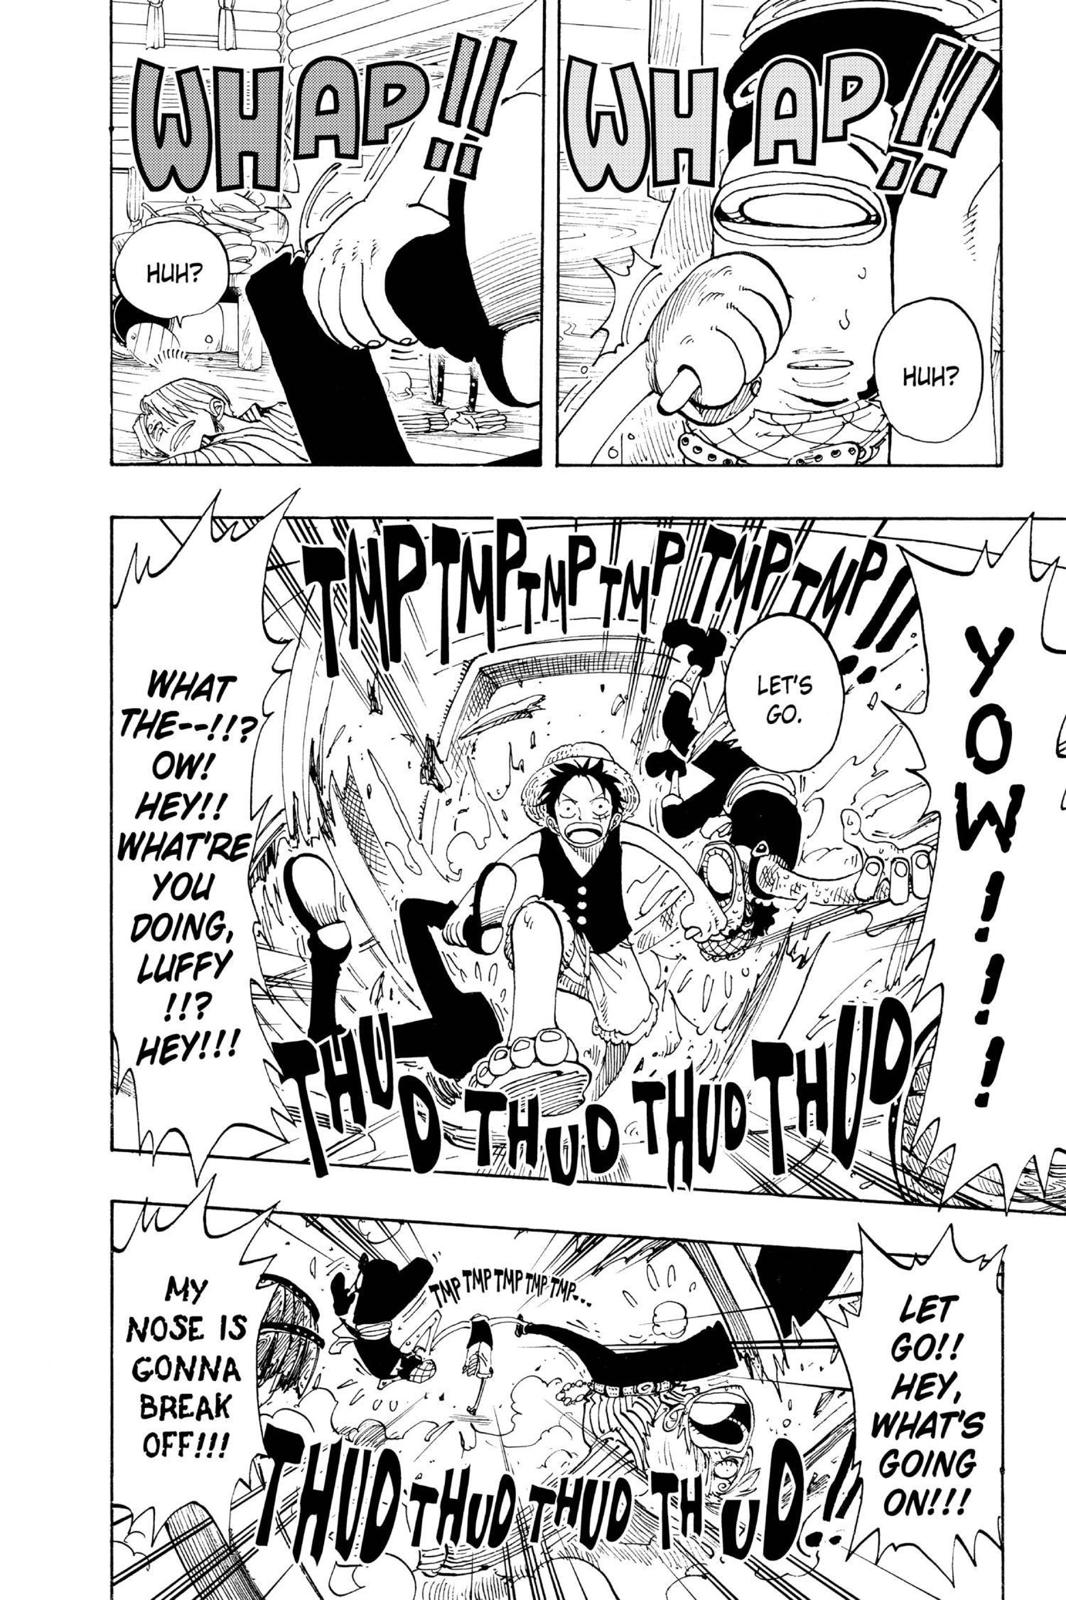 WHAP!!
HUH?
WHAP!!
HUH?
YOW!!!!
TMP TMP TMP TMP TMP TMP!!
LET'S
GO.
WHAT
THE--!!?
OW!
HEY!!
WHAT'RE
YOU
DOING,
LUFFY
!!?
HEY!!!
THUD THUD THUD THUD
LET
GO!!
HEY,
WHAT'S
GOING
ON!!!
TMP TMP TMP TMP TMP...
MY
NOSE IS
GONNA
BREAK
OFF!!!
THUD THUD THUD THUD!!